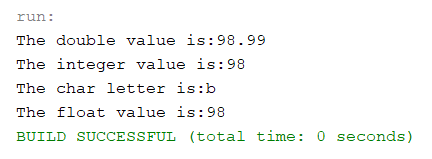 run:
The double value is:98.99
The integer value is:98
The char letter is:b
The float value is:98
BUILD SUCCESSFUL (total time: 0 seconds)